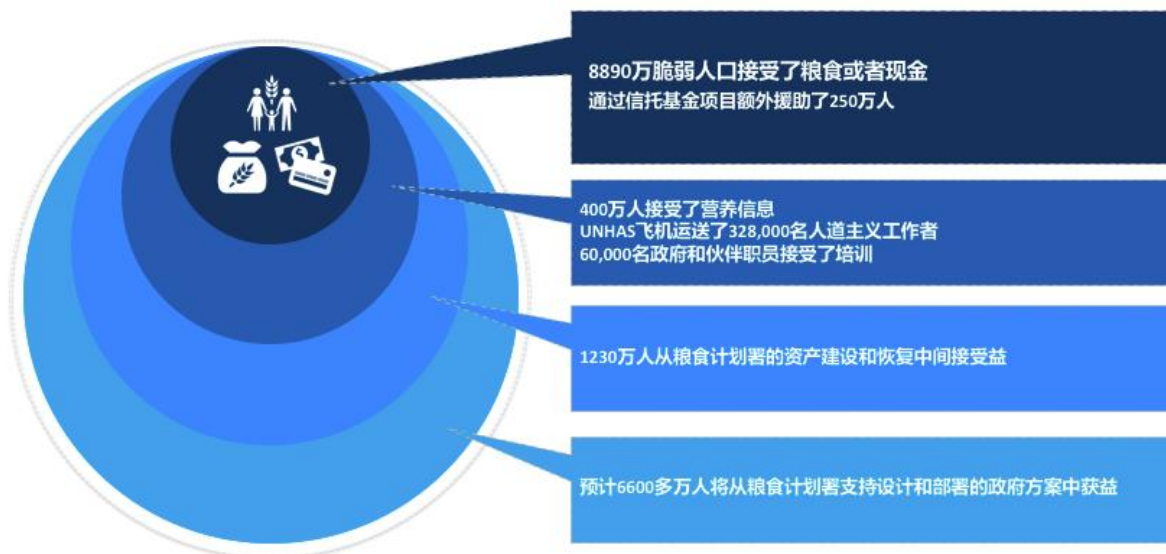 8890万脆弱人口接受了粮食或者现金
通过信托基金项目额外援助了250万人
400万人接受了营养信息
UNHAS飞机运送了328,000名人道主义工作者
60,000名政府和伙伴职员接受了培训
1230万人从粮食计划署的资产建设和恢复中间接受益
预计6600多万人将从粮食计划署支持设计和部署的政府方案中获益